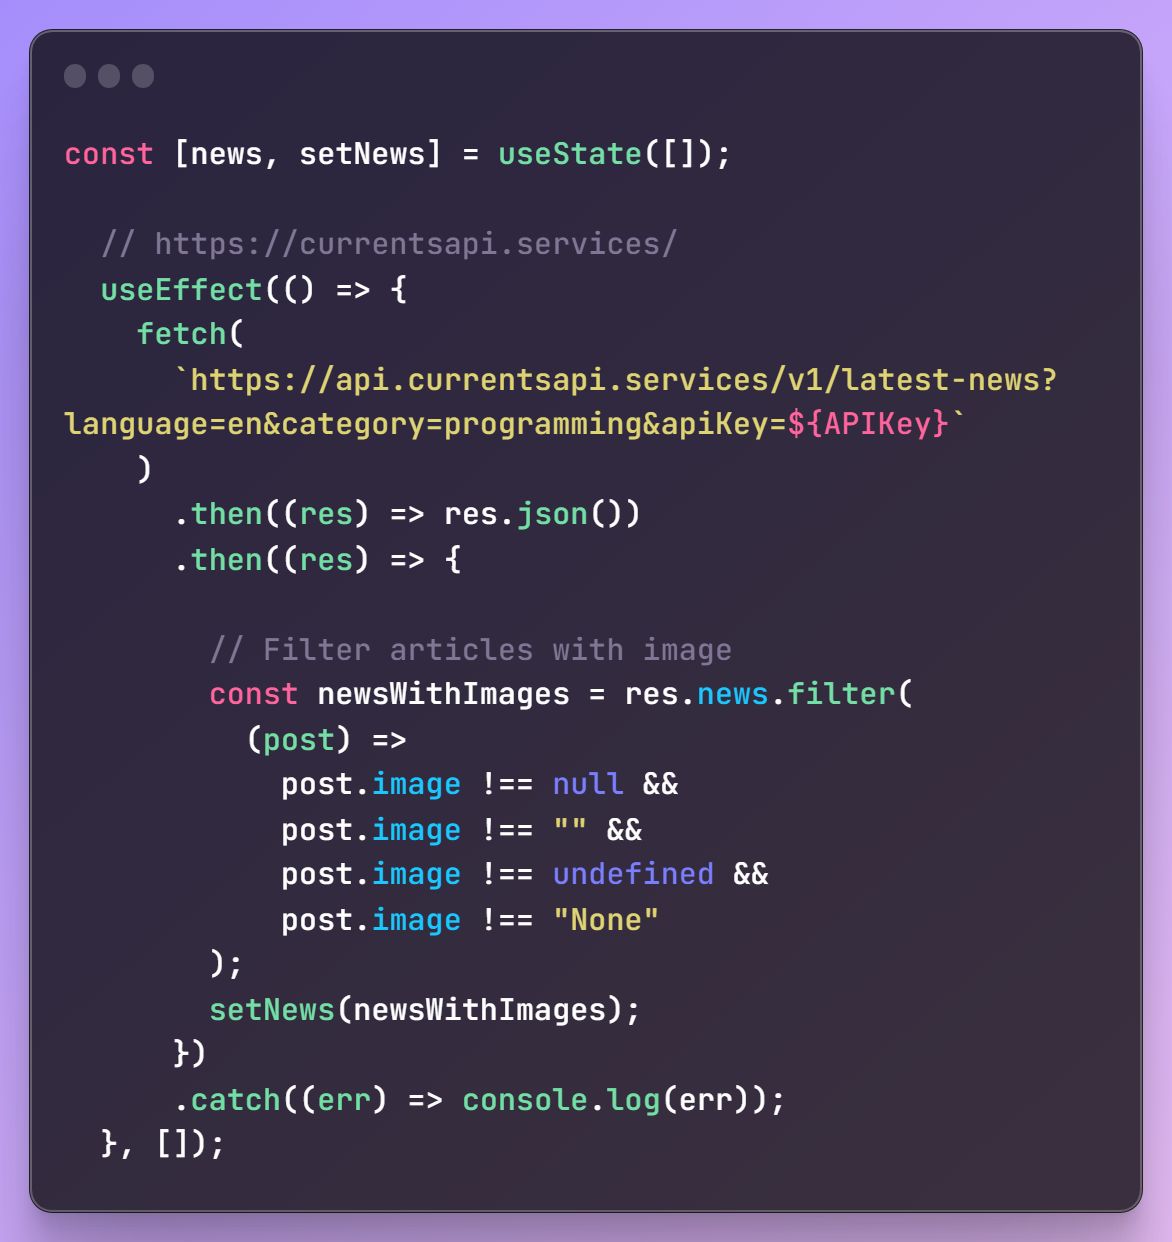 const [news, setNews] = useState([]);
// https://currentsapi.services/
useEffect(() => {
fetch(
`https://api.currentsapi.services/v1/latest-news?
language=en&category=programming&apiKey=${APIKey}`
)
.then((res) => res.json())
.then((res) => {
// Filter articles with image
const newsWithImages = res.news.filter(
(post) =>
post.image !== null &&
post.image !== "" &&
post.image !== undefined &&
post.image !== "None"
);
setNews(newsWithImages);
})
.catch((err) => console.log(err));
}, []);